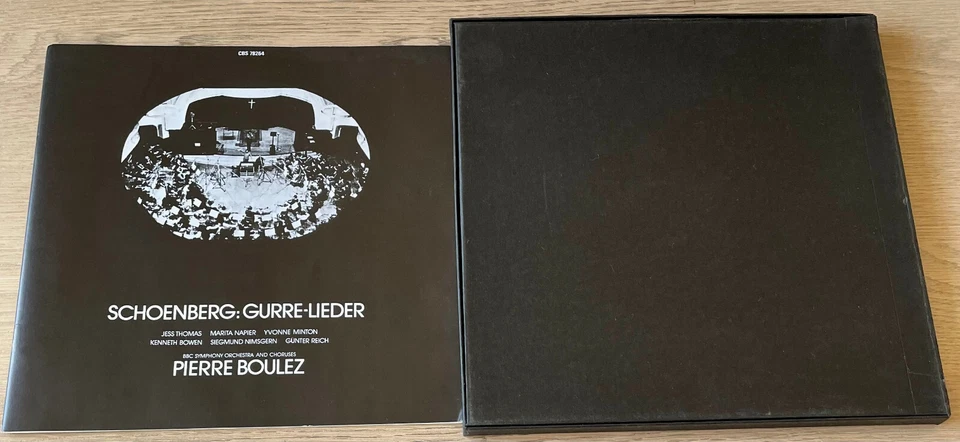 CBS 78264
SCHOENBERG: GURRE-LIEDER
JESS THOMAS MARITA NAPIER YVONNE MINTON
KENNETH BOWEN SIEGMUND NIMSGERN GUNTER REICH
BBC SYMPHONY ORCHESTRA AND CHORUSES
PIERRE BOULEZ